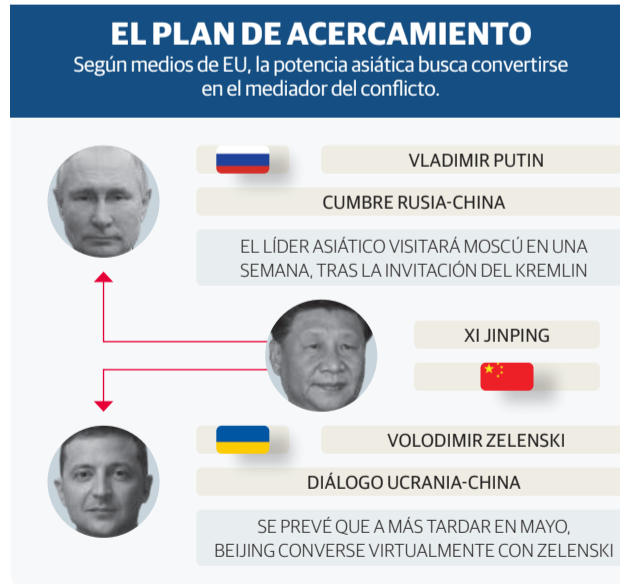 EL PLAN DE ACERCAMIENTO
Según medios de EU, la potencia asiática busca convertirse
en el mediador del conflicto.
VLADIMIR PUTIN
CUMBRE RUSIA-CHINA
EL LÍDER ASIÁTICO VISITARÁ MOSCÚ EN UNA
SEMANA, TRAS LA INVITACIÓN DEL KREMLIN
XI JINPING
VOLODIMIR ZELENSKI
DIÁLOGO UCRANIA-CHINA
SE PREVÉ QUE A MÁS TARDAR EN MAYO,
BEIJING CONVERSE VIRTUALMENTE CON ZELENSKI